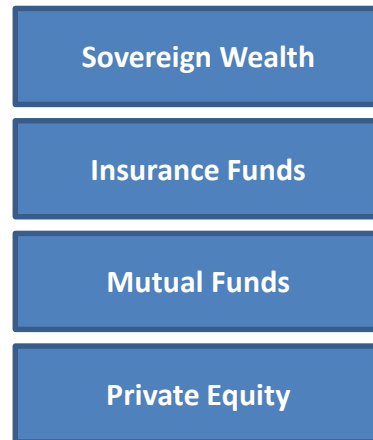 Sovereign Wealth
Insurance Funds
Mutual Funds
Private Equity